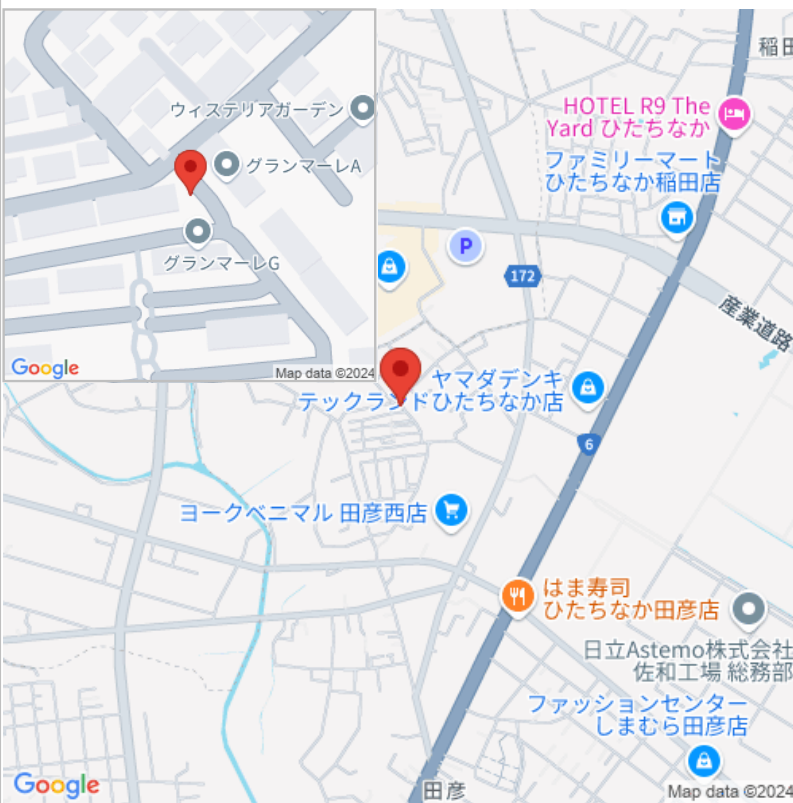 ウィステリアガーデン
グランマーレA
グランマーレG
Google
Map data ©2024
稲田
HOTEL R9 The
Yard ひたちなか
ファミリーマート
ひたちなか稲田店
P
172
産業道路
ヤマダデンキ
テックランドひたちなか店
6
ヨークベニマル 田彦西店
はま寿司
ひたちなか田彦店
日立Astemo株式会社
佐和工場 総務部
ファッションセンター
しまむら田彦店
田彦
Google
Map data ©2024